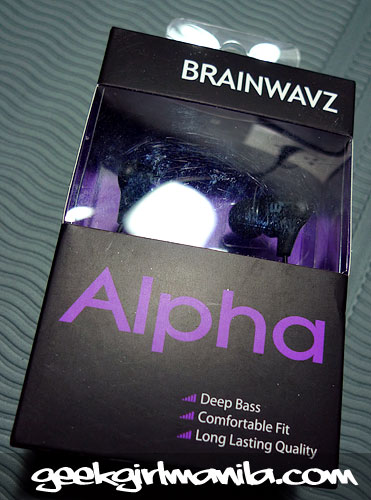 BRAINWAVZ
Alpha
Deep Bass
Comfortable Fit
Long Lasting Quality
geekgirlmanila.com